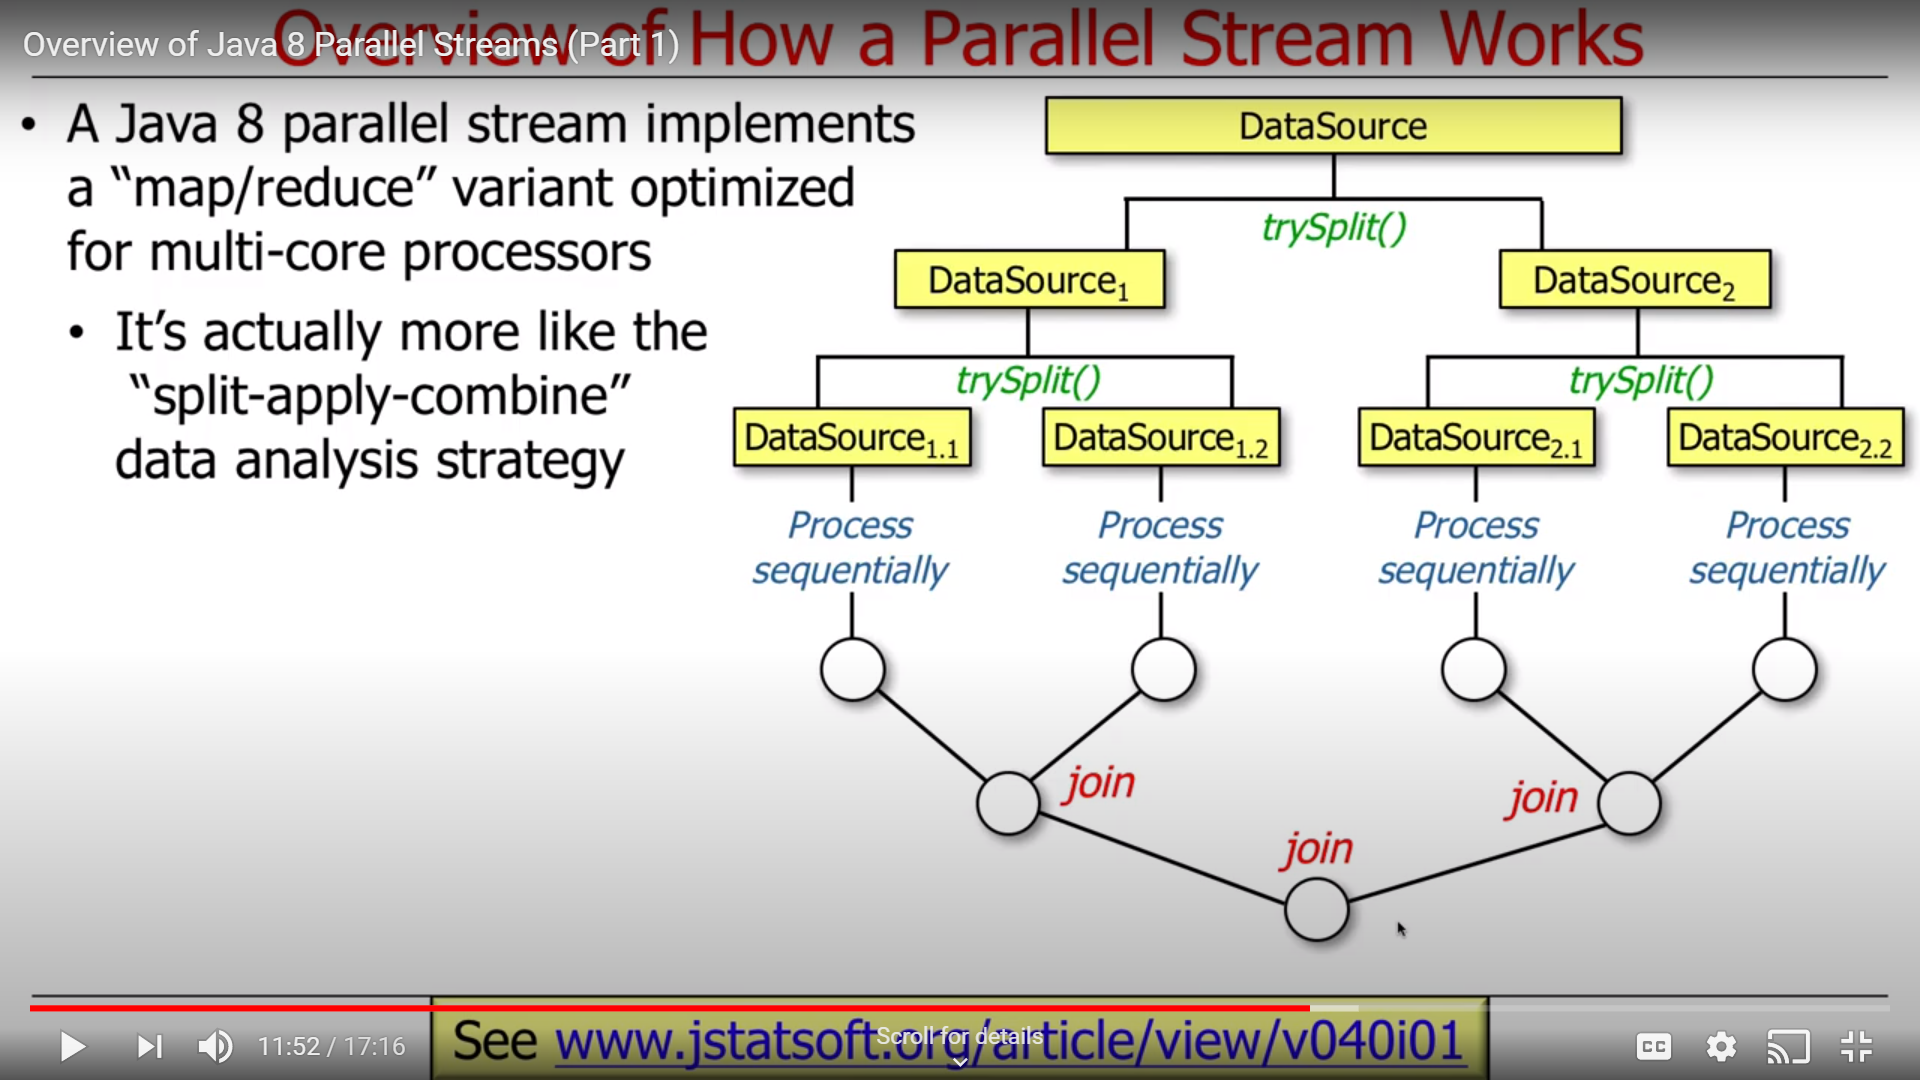 Overview of Java 8 Parallel Streams (Part 1)
Overview of How a Parallel Stream Works
• A Java 8 parallel stream implements
a “map/reduce” variant optimized
for multi-core processors
• It’s actually more like the
“split-apply-combine”
data analysis strategy
DataSource
trySplit()
DataSource1 DataSource2
trySplit() trySplit()
DataSource1.1 DataSource1.2 DataSource2.1 DataSource2.2
Process Process Process Process
sequentially sequentially sequentially sequentially
join join
join
See www.jstatsoft.org/article/view/v040i01
Scroll for details
11:52 / 17:16
CC